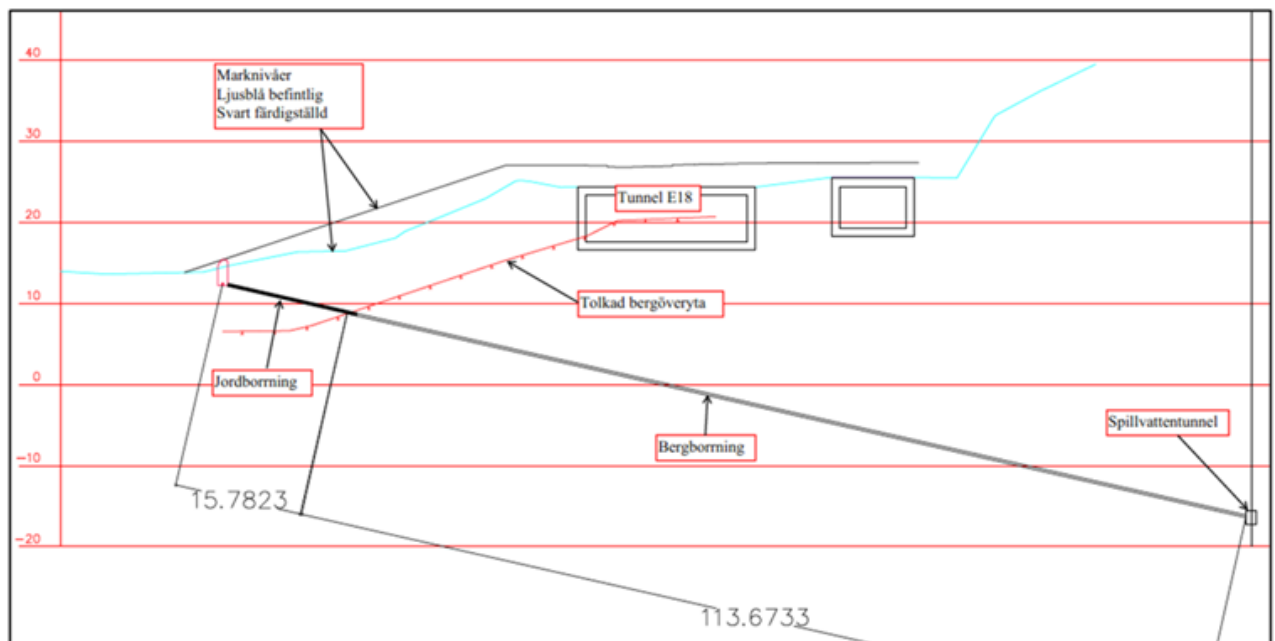 40
Marknivåer
Ljusblå befintlig
Svart färdigställd
30
Tunnel E18
20
Tolkad bergöveryta
10
Jordborrning
0
Spillvattentunnel
Bergborrning
-10
15.7823
-20
113.6733